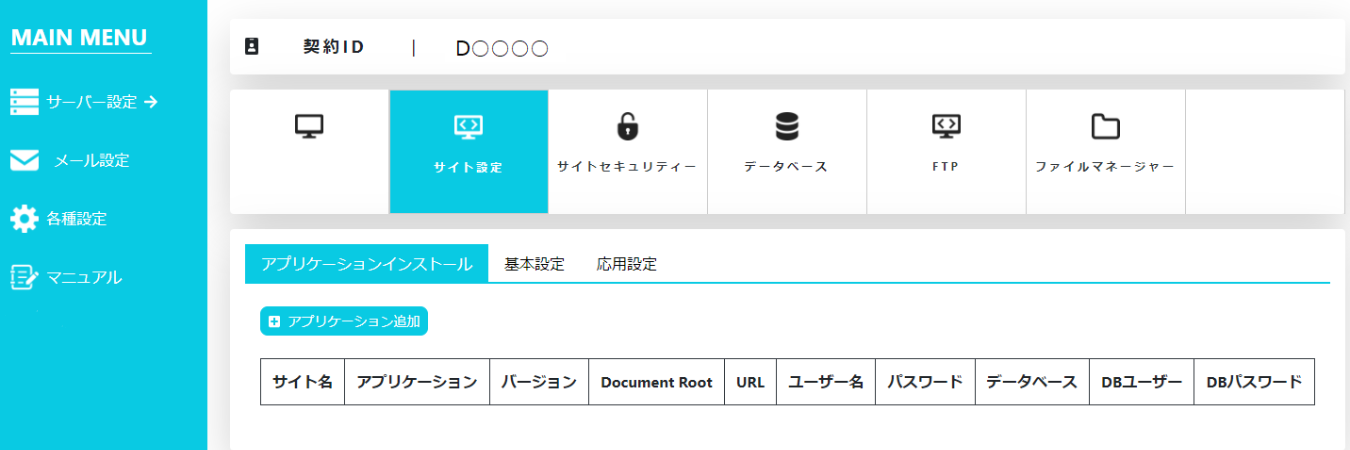 MAIN MENU
サーバー設定
メール設定
各種設定
マニュアル
契約ID | D〇〇〇〇
サイト設定 サイトセキュリティー データベース FTP ファイルマネージャー
アプリケーションインストール 基本設定 応用設定
アプリケーション追加
サイト名 アプリケーション バージョン Document Root URL ユーザー名 パスワード データベース DBユーザー DBパスワード